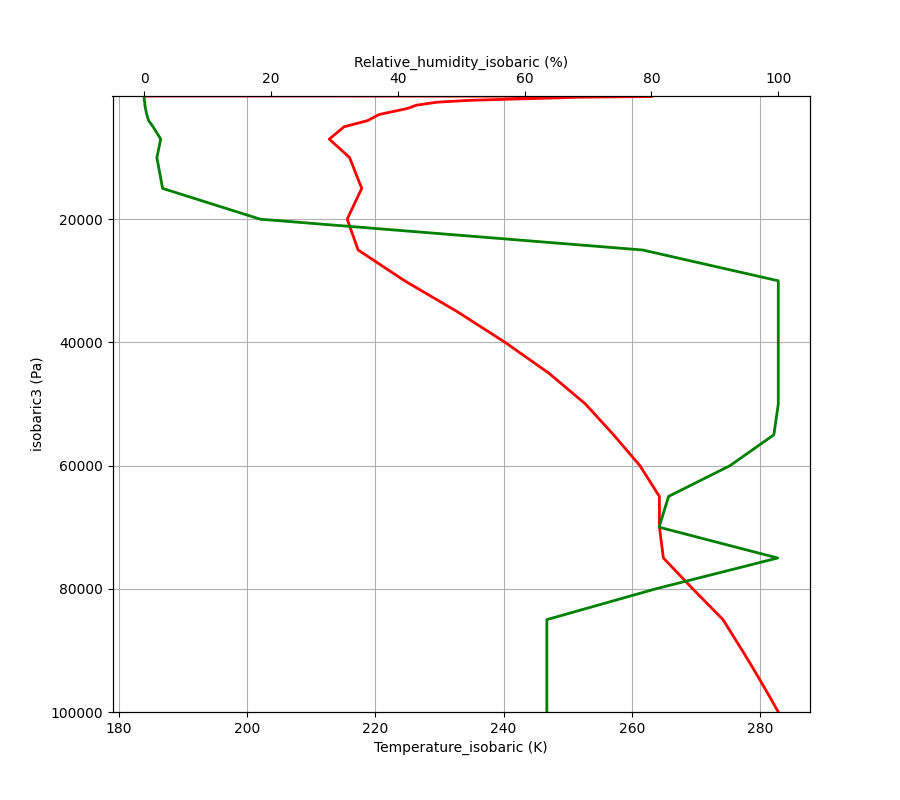 Relative_humidity_isobaric (%)
0 20 40 60 80 100
isobaric3 (Pa)
20000
40000
60000
80000
100000
180 200 220 240 260 280
Temperature_isobaric (K)